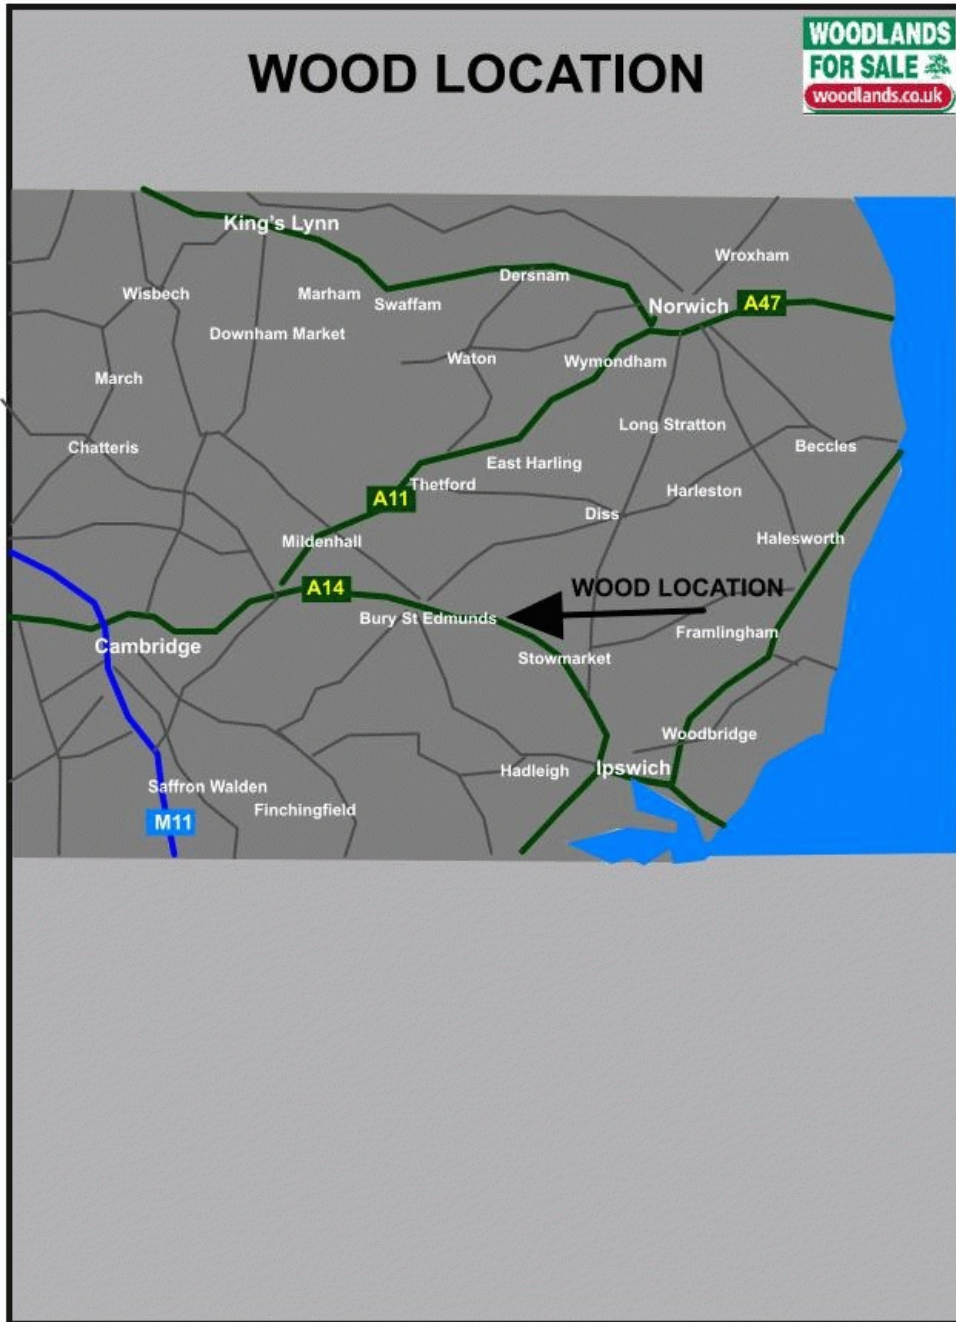 WOOD LOCATION
WOODLANDS
FOR SALE
woodlands.co.uk
King's Lynn
Wroxham
Dersnam
Wisbech
Marham
Swaffam
Norwich
A47
Downham Market
Waton
Wymondham
March
Long Stratton
Chatteris
Beccles
East Harling
Thetford
A11
Harleston
Diss
Mildenhall
Halesworth
A14
WOOD LOCATION
Bury St Edmunds
Framlingham
Cambridge
Stowmarket
Woodbridge
Hadleigh
Ipswich
Saffron Walden
Finchingfield
M11